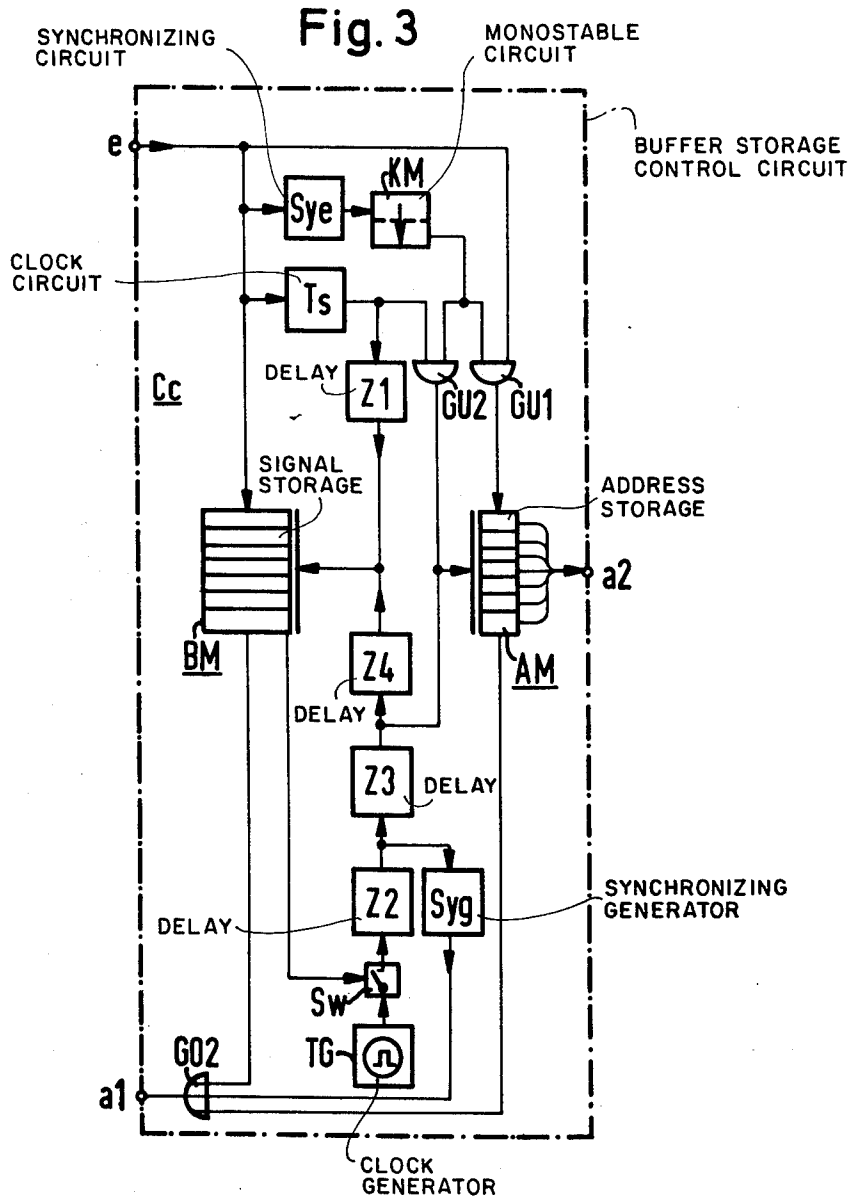 Fig. 3
SYNCHRONIZING
CIRCUIT
MONOSTABLE
CIRCUIT
e
BUFFER STORAGE
CONTROL CIRCUIT
KM
Sye
CLOCK
CIRCUIT
Ts
Cc
DELAY
Z1
GU2
GU1
SIGNAL
STORAGE
ADDRESS
STORAGE
a2
BM
AM
Z4
DELAY
Z3
DELAY
Z2
Syg
SYNCHRONIZING
GENERATOR
DELAY
Sw
TG
GO2
a1
CLOCK
GENERATOR